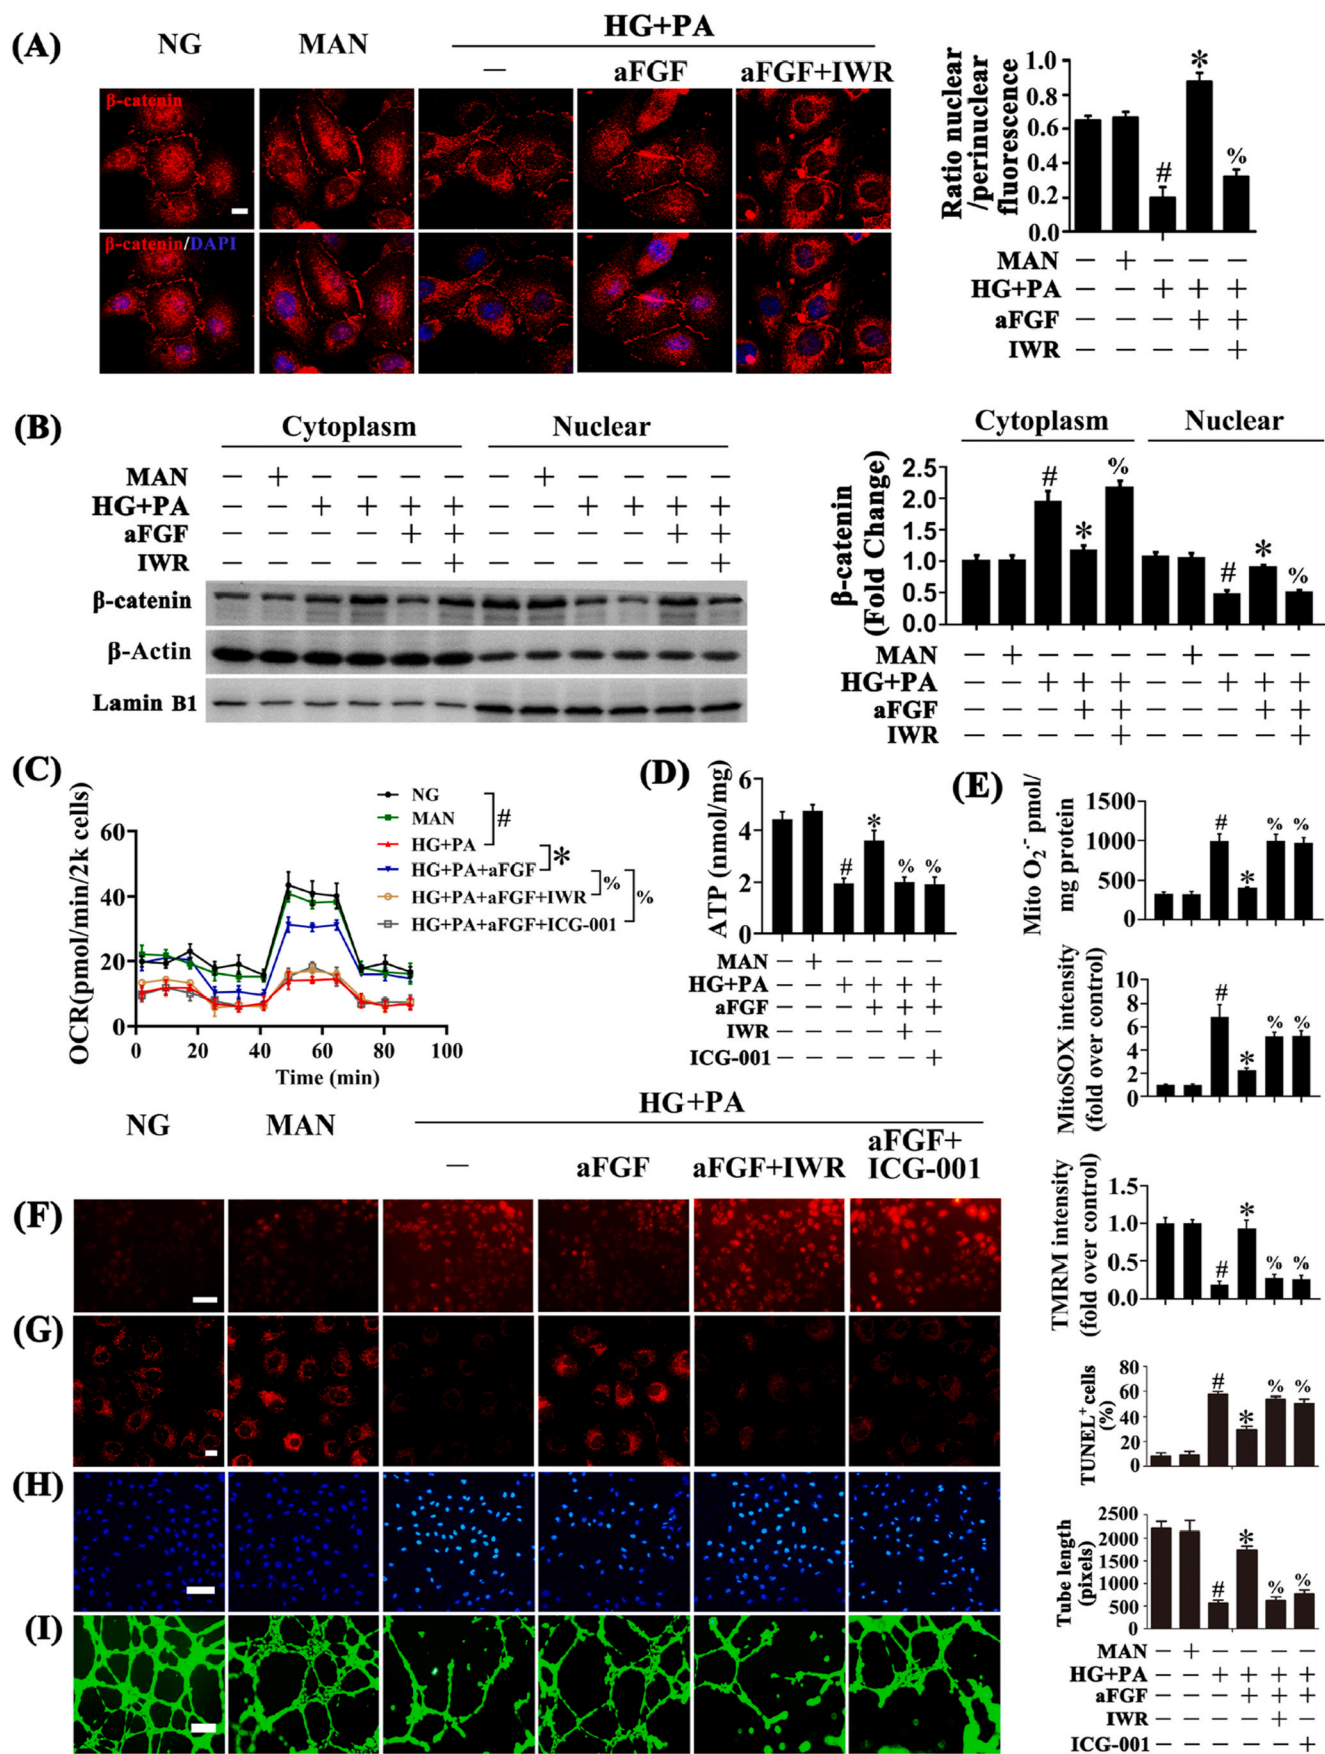 (A)
NG MAN HG+PA
— aFGF aFGF+IWR
β-catenin
β-catenin/DAPI
Ratio nuclear
/perinuclear
fluorescence
1.0
0.8
0.6
0.4
0.2
0.0
# * %
MAN — + — — —
HG+PA — — + + +
aFGF — — — + +
IWR — — — — +
(B)
Cytoplasm Nuclear
MAN — + — — — — — + — — — —
HG+PA — — + + + + — — + + + +
aFGF — — — — + + — — — — + +
IWR — — — — — + — — — — — +
β-catenin
β-Actin
Lamin B1
Cytoplasm Nuclear
β-catenin
(Fold Change)
2.5
2.0
1.5
1.0
0.5
0.0
# * % # * %
MAN — + — — — — + — — —
HG+PA — — + + + — — + + +
aFGF — — — + + — — — + +
IWR — — — — + — — — — +
(C)
OCR(pmol/min/2k cells)
60
40
20
0
0 20 40 60 80 100
Time (min)
NG
MAN
HG+PA
HG+PA+aFGF
HG+PA+aFGF+IWR
HG+PA+aFGF+ICG-001
# * % %
(D)
ATP (nmol/mg)
6
4
2
0
# * % %
MAN — + — — — —
HG+PA — — + + + +
aFGF — — — + + +
IWR — — — — + —
ICG-001 — — — — — +
(E)
Mito O₂·⁻ pmol/
mg protein
1500
1000
500
0
# * % %
MitoSOX intensity
(fold over control)
10
8
6
4
2
0
# * % %
TMRM intensity
(fold over control)
1.5
1.0
0.5
0.0
# * % %
TUNEL⁺ cells
(%)
80
60
40
20
0
# * % %
Tube length
(pixels)
2500
2000
1500
1000
500
0
# * % %
MAN — + — — — —
HG+PA — — + + + +
aFGF — — — + + +
IWR — — — — + —
ICG-001 — — — — — +
NG MAN HG+PA
— aFGF aFGF+IWR aFGF+
ICG-001
(F)
(G)
(H)
(I)